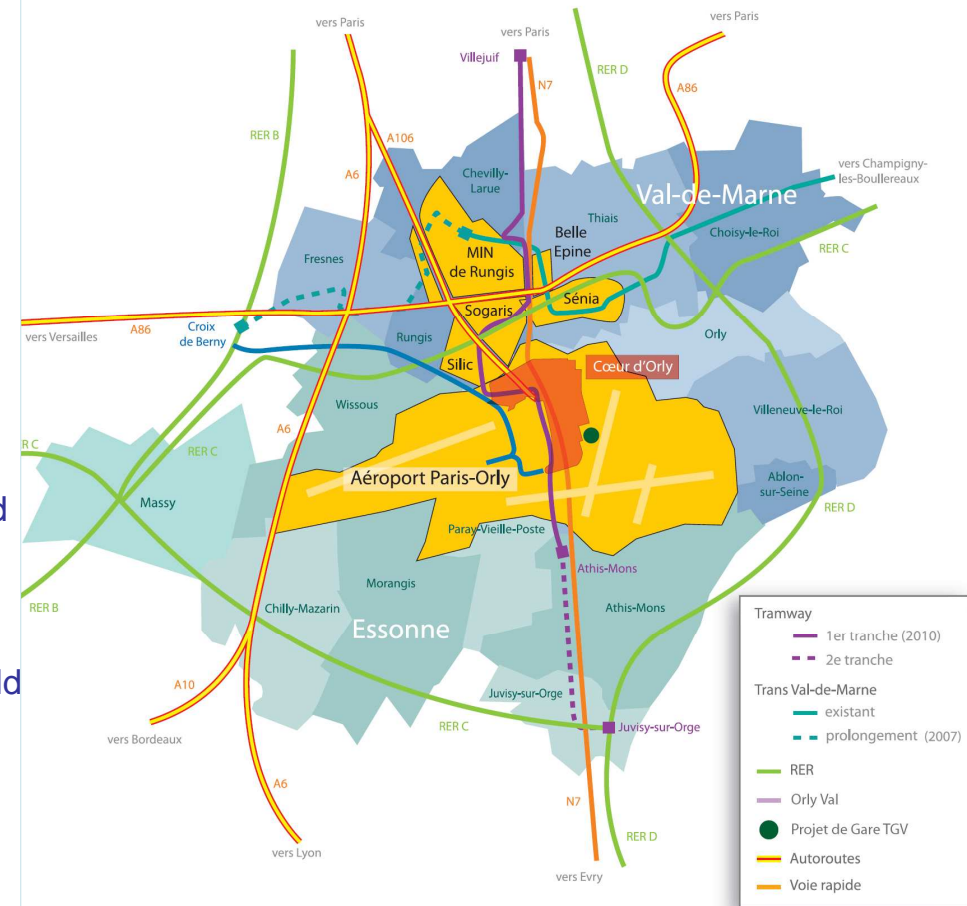 vers Paris
vers Paris
vers Paris
Villejuif
N7
RER D
A86
RER B
A106
A6
Chevilly-
Larue
vers Champigny-
les-Boullereaux
Val-de-Marne
Thiais
Belle
Epine
Choisy-le-Roi
RER C
Fresnes
MIN
de Rungis
Sénia
Sogaris
vers Versailles
A86
Croix
de Berny
Rungis
Orly
Silic
Cœur d'Orly
Wissous
Villeneuve-le-Roi
A6
R C
RER C
Aéroport Paris-Orly
Ablon-
sur-Seine
d
Massy
RER D
Paray-Vieille-Poste
Athis-Mons
Morangis
RER B
Chilly-Mazarin
Athis-Mons
Essonne
ld
A10
Juvisy-sur-Orge
RER C
Juvisy-sur-Orge
vers Bordeaux
A6
N7
RER D
vers Lyon
vers Evry
Tramway
1er tranche (2010)
2e tranche
Trans Val-de-Marne
existant
prolongement (2007)
RER
Orly Val
Projet de Gare TGV
Autoroutes
Voie rapide